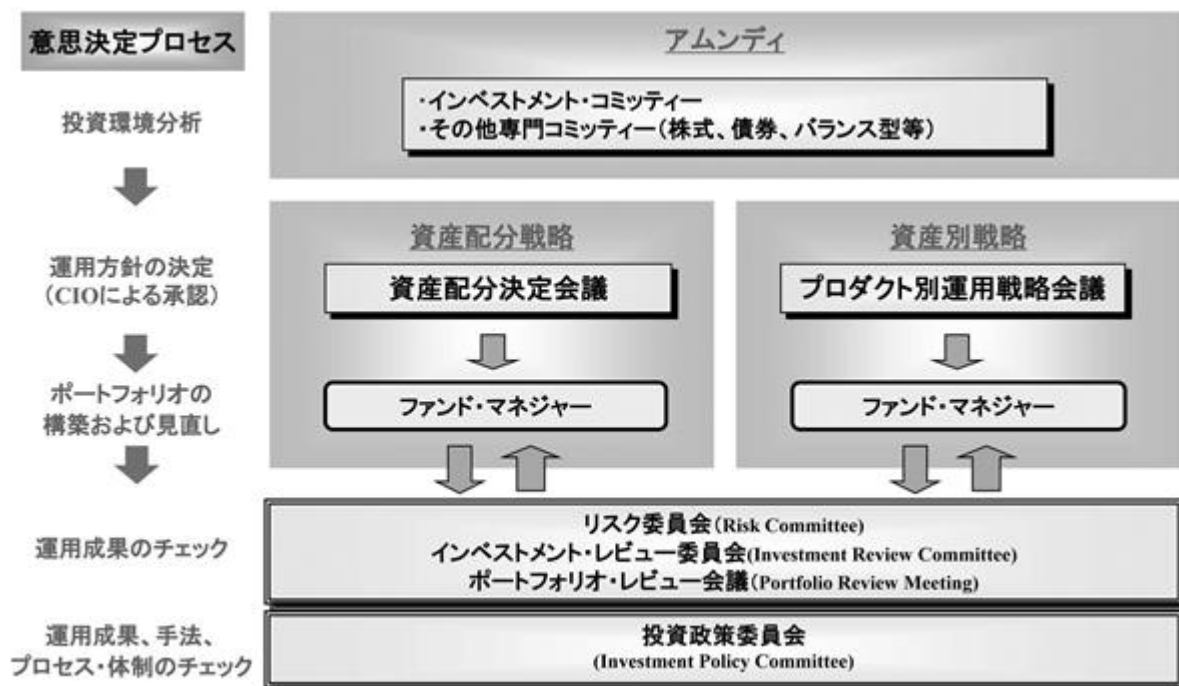 意思決定プロセス
アムンディ
投資環境分析
・インベストメント・コミッティー
・その他専門コミッティー(株式、債券、バランス型等)
資産配分戦略
資産別戦略
運用方針の決定
(CIOによる承認)
資産配分決定会議
プロダクト別運用戦略会議
ポートフォリオの
構築および見直し
ファンド・マネジャー
ファンド・マネジャー
運用成果のチェック
リスク委員会(Risk Committee)
インベストメント・レビュー委員会(Investment Review Committee)
ポートフォリオ・レビュー会議(Portfolio Review Meeting)
運用成果、手法、
プロセス・体制のチェック
投資政策委員会
(Investment Policy Committee)